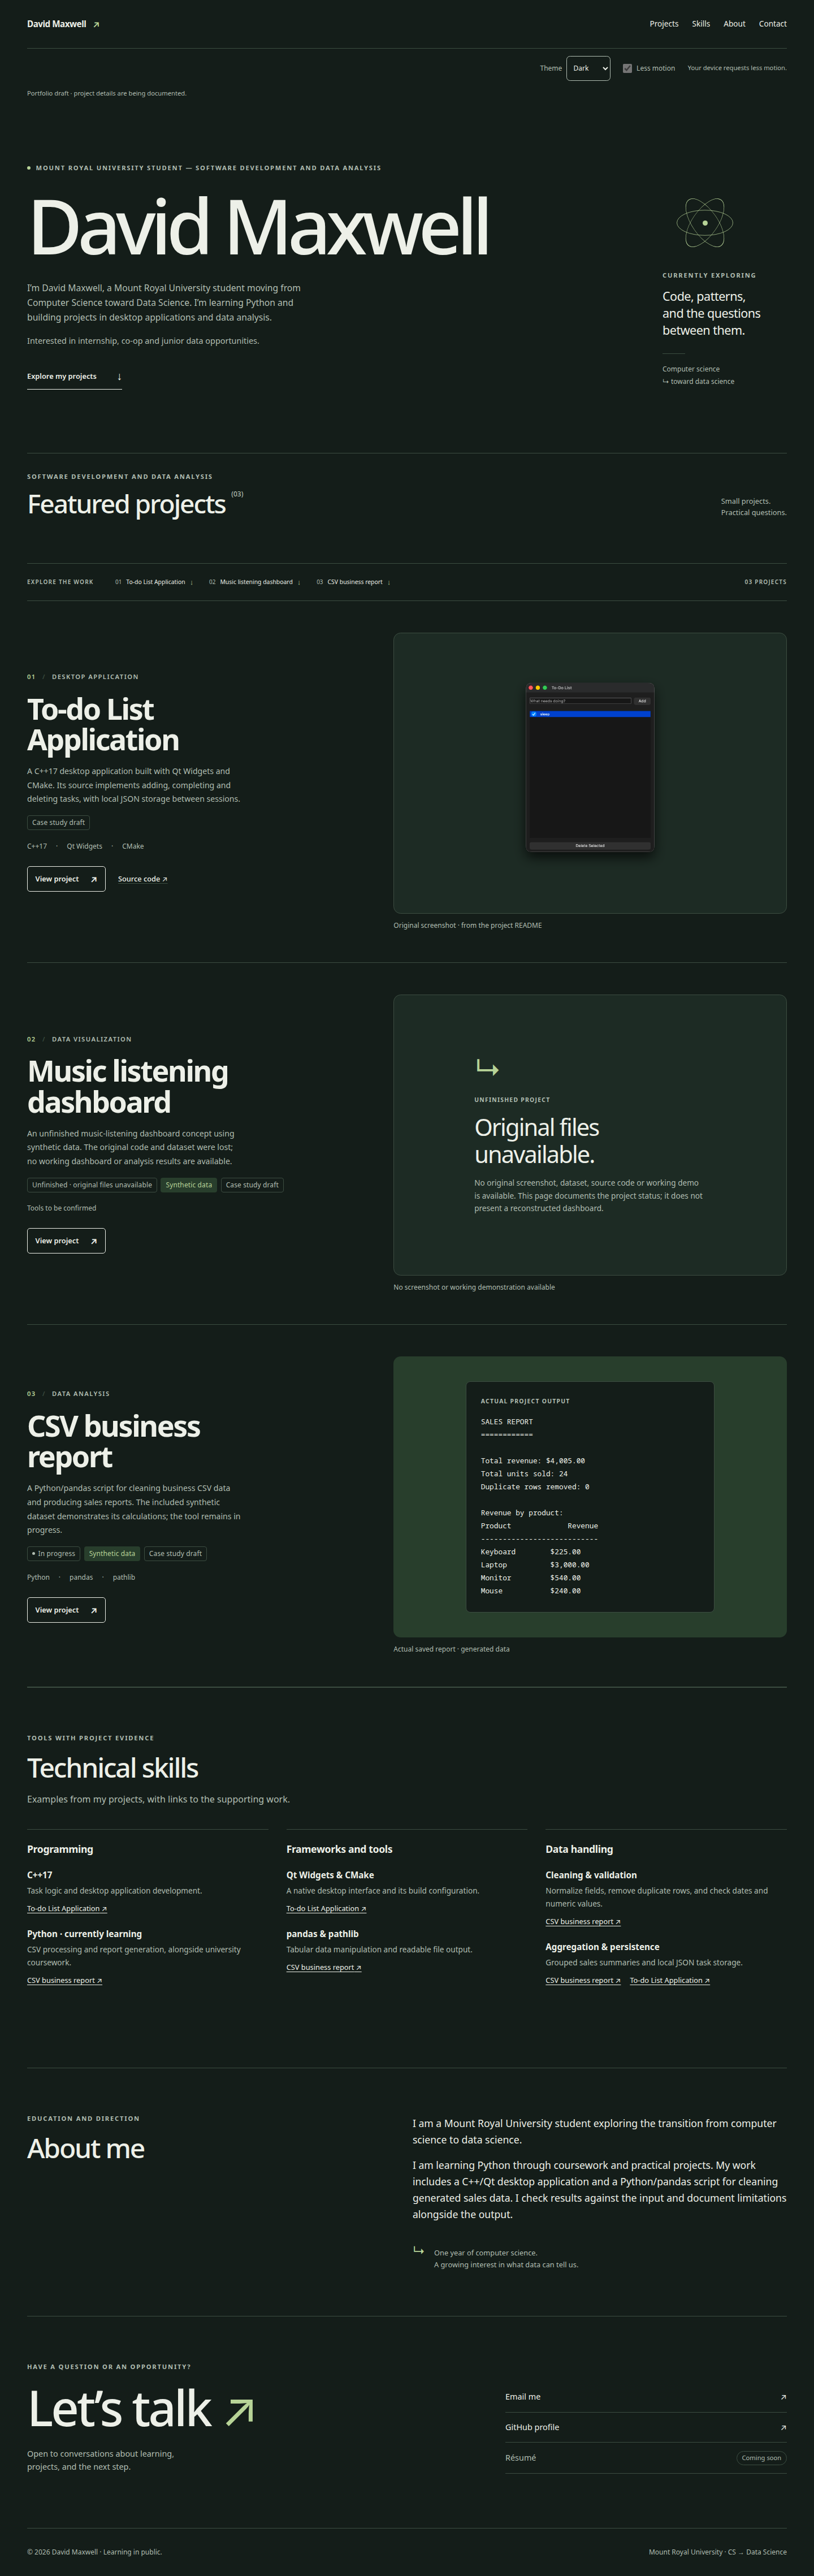 David Maxwell ↗
Projects Skills About Contact
Theme Dark Less motion Your device requests less motion.
Portfolio draft · project details are being documented.
MOUNT ROYAL UNIVERSITY STUDENT — SOFTWARE DEVELOPMENT AND DATA ANALYSIS
David Maxwell
I'm David Maxwell, a Mount Royal University student moving from
Computer Science toward Data Science. I'm learning Python and
building projects in desktop applications and data analysis.
Interested in internship, co-op and junior data opportunities.
Explore my projects ↓
CURRENTLY EXPLORING
Code, patterns,
and the questions
between them.
Computer science
↳ toward data science
SOFTWARE DEVELOPMENT AND DATA ANALYSIS
Featured projects (03)
Small projects.
Practical questions.
EXPLORE THE WORK 01 To-do List Application ↓ 02 Music listening dashboard ↓ 03 CSV business report ↓ 03 PROJECTS
01 / DESKTOP APPLICATION
To-do List
Application
A C++17 desktop application built with Qt Widgets and
CMake. Its source implements adding, completing and
deleting tasks, with local JSON storage between sessions.
Case study draft
C++17 · Qt Widgets · CMake
View project ↗ Source code ↗
To-Do List
What needs doing? Add
Delete Selected
Original screenshot · from the project README
02 / DATA VISUALIZATION
Music listening
dashboard
An unfinished music-listening dashboard concept using
synthetic data. The original code and dataset were lost;
no working dashboard or analysis results are available.
Unfinished · original files unavailable Synthetic data Case study draft
Tools to be confirmed
View project ↗
UNFINISHED PROJECT
Original files
unavailable.
No original screenshot, dataset, source code or working demo
is available. This page documents the project status; it does not
present a reconstructed dashboard.
No screenshot or working demonstration available
03 / DATA ANALYSIS
CSV business
report
A Python/pandas script for cleaning business CSV data
and producing sales reports. The included synthetic
dataset demonstrates its calculations; the tool remains in
progress.
In progress Synthetic data Case study draft
Python · pandas · pathlib
View project ↗
ACTUAL PROJECT OUTPUT
SALES REPORT
============
Total revenue: $4,005.00
Total units sold: 24
Duplicate rows removed: 0
Revenue by product:
Product Revenue
---------------------------
Keyboard $225.00
Laptop $3,000.00
Monitor $540.00
Mouse $240.00
Actual saved report · generated data
TOOLS WITH PROJECT EVIDENCE
Technical skills
Examples from my projects, with links to the supporting work.
Programming
C++17
Task logic and desktop application development.
To-do List Application ↗
Python · currently learning
CSV processing and report generation, alongside university
coursework.
CSV business report ↗
Frameworks and tools
Qt Widgets & CMake
A native desktop interface and its build configuration.
To-do List Application ↗
pandas & pathlib
Tabular data manipulation and readable file output.
CSV business report ↗
Data handling
Cleaning & validation
Normalize fields, remove duplicate rows, and check dates and
numeric values.
CSV business report ↗
Aggregation & persistence
Grouped sales summaries and local JSON task storage.
CSV business report ↗ To-do List Application ↗
EDUCATION AND DIRECTION
About me
I am a Mount Royal University student exploring the transition from computer
science to data science.
I am learning Python through coursework and practical projects. My work
includes a C++/Qt desktop application and a Python/pandas script for cleaning
generated sales data. I check results against the input and document limitations
alongside the output.
One year of computer science.
A growing interest in what data can tell us.
HAVE A QUESTION OR AN OPPORTUNITY?
Let's talk ↗
Open to conversations about learning,
projects, and the next step.
Email me ↗
GitHub profile ↗
Résumé Coming soon
© 2026 David Maxwell · Learning in public.
Mount Royal University · CS → Data Science